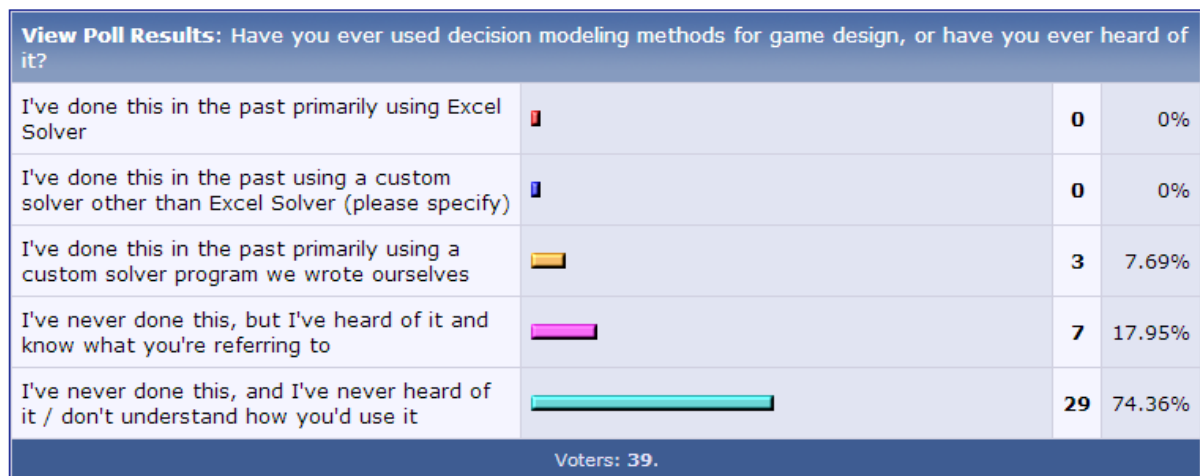 View Poll Results: Have you ever used decision modeling methods for game design, or have you ever heard of
it?
I've done this in the past primarily using Excel
Solver
0
0%
I've done this in the past using a custom
solver other than Excel Solver (please specify)
0
0%
I've done this in the past primarily using a
custom solver program we wrote ourselves
3
7.69%
I've never done this, but I've heard of it and
know what you're referring to
7
17.95%
I've never done this, and I've never heard of
it / don't understand how you'd use it
29
74.36%
Voters: 39.